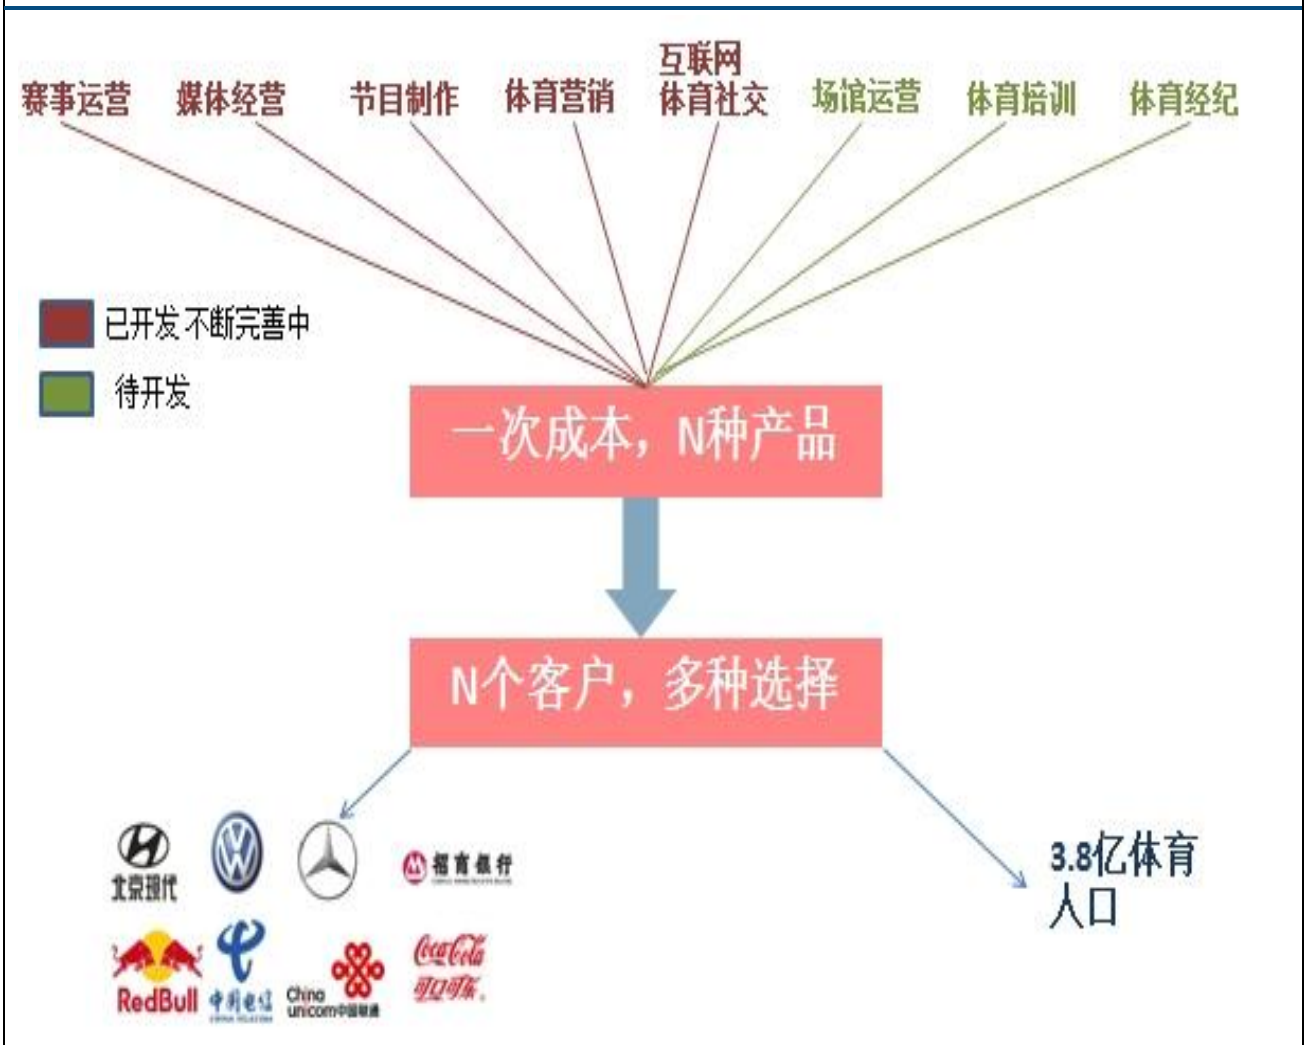 赛事运营
媒体经营
节目制作
体育营销
互联网
体育社交
场馆运营
体育培训
体育经纪
已开发 不断完善中
待开发
一次成本，N种产品
N个客户，多种选择
3.8亿体育
人口
北京现代
招商银行
RedBull
中国电信
China
unicom中国联通
Coca-Cola
可口可乐